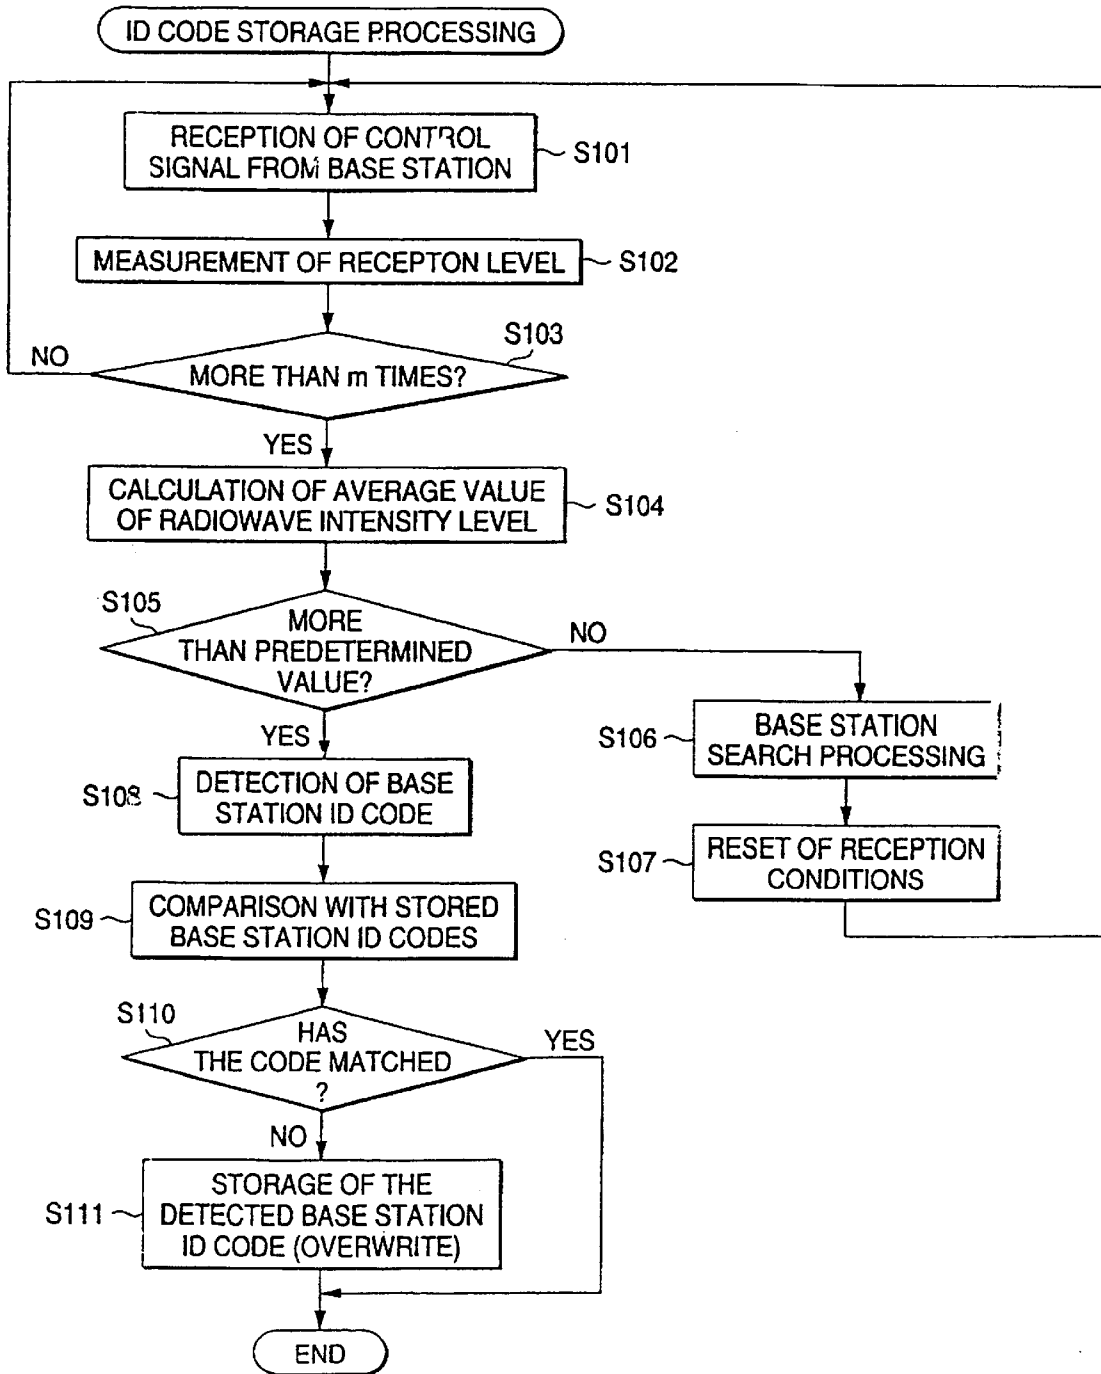 ID CODE STORAGE PROCESSING
RECEPTION OF CONTROL
SIGNAL FROM BASE STATION
S101
MEASUREMENT OF RECEPTON LEVEL
S102
S103
NO
MORE THAN m TIMES?
YES
CALCULATION OF AVERAGE VALUE
OF RADIOWAVE INTENSITY LEVEL
S104
S105
MORE
THAN PREDETERMINED
VALUE?
NO
YES
S106
BASE STATION
SEARCH PROCESSING
S108
DETECTION OF BASE
STATION ID CODE
S107
RESET OF RECEPTION
CONDITIONS
S109
COMPARISON WITH STORED
BASE STATION ID CODES
S110
HAS
THE CODE MATCHED
?
YES
NO
S111
STORAGE OF THE
DETECTED BASE STATION
ID CODE (OVERWRITE)
END